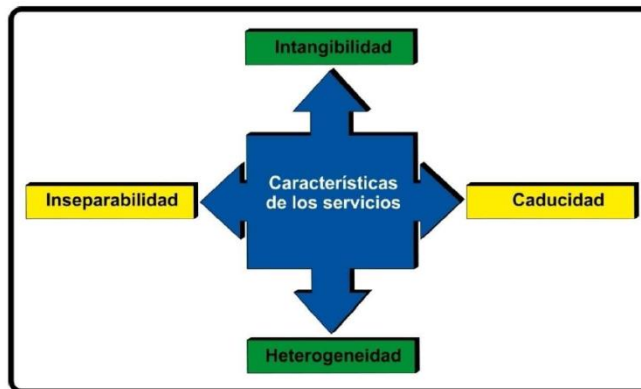 Intangibilidad
Inseparabilidad
Características
de los servicios
Caducidad
Heterogeneidad